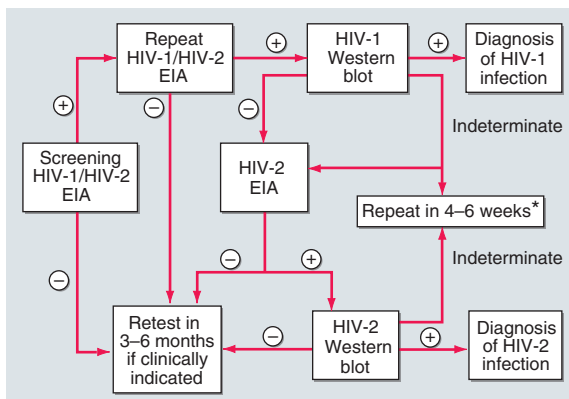 Repeat
HIV-1/HIV-2
EIA
+
HIV-1
Western
blot
+
Diagnosis
of HIV-1
infection
+
−
−
Indeterminate
Screening
HIV-1/HIV-2
EIA
HIV-2
EIA
Repeat in 4–6 weeks*
−
−
+
Indeterminate
Retest in
3–6 months
if clinically
indicated
−
HIV-2
Western
blot
+
Diagnosis
of HIV-2
infection